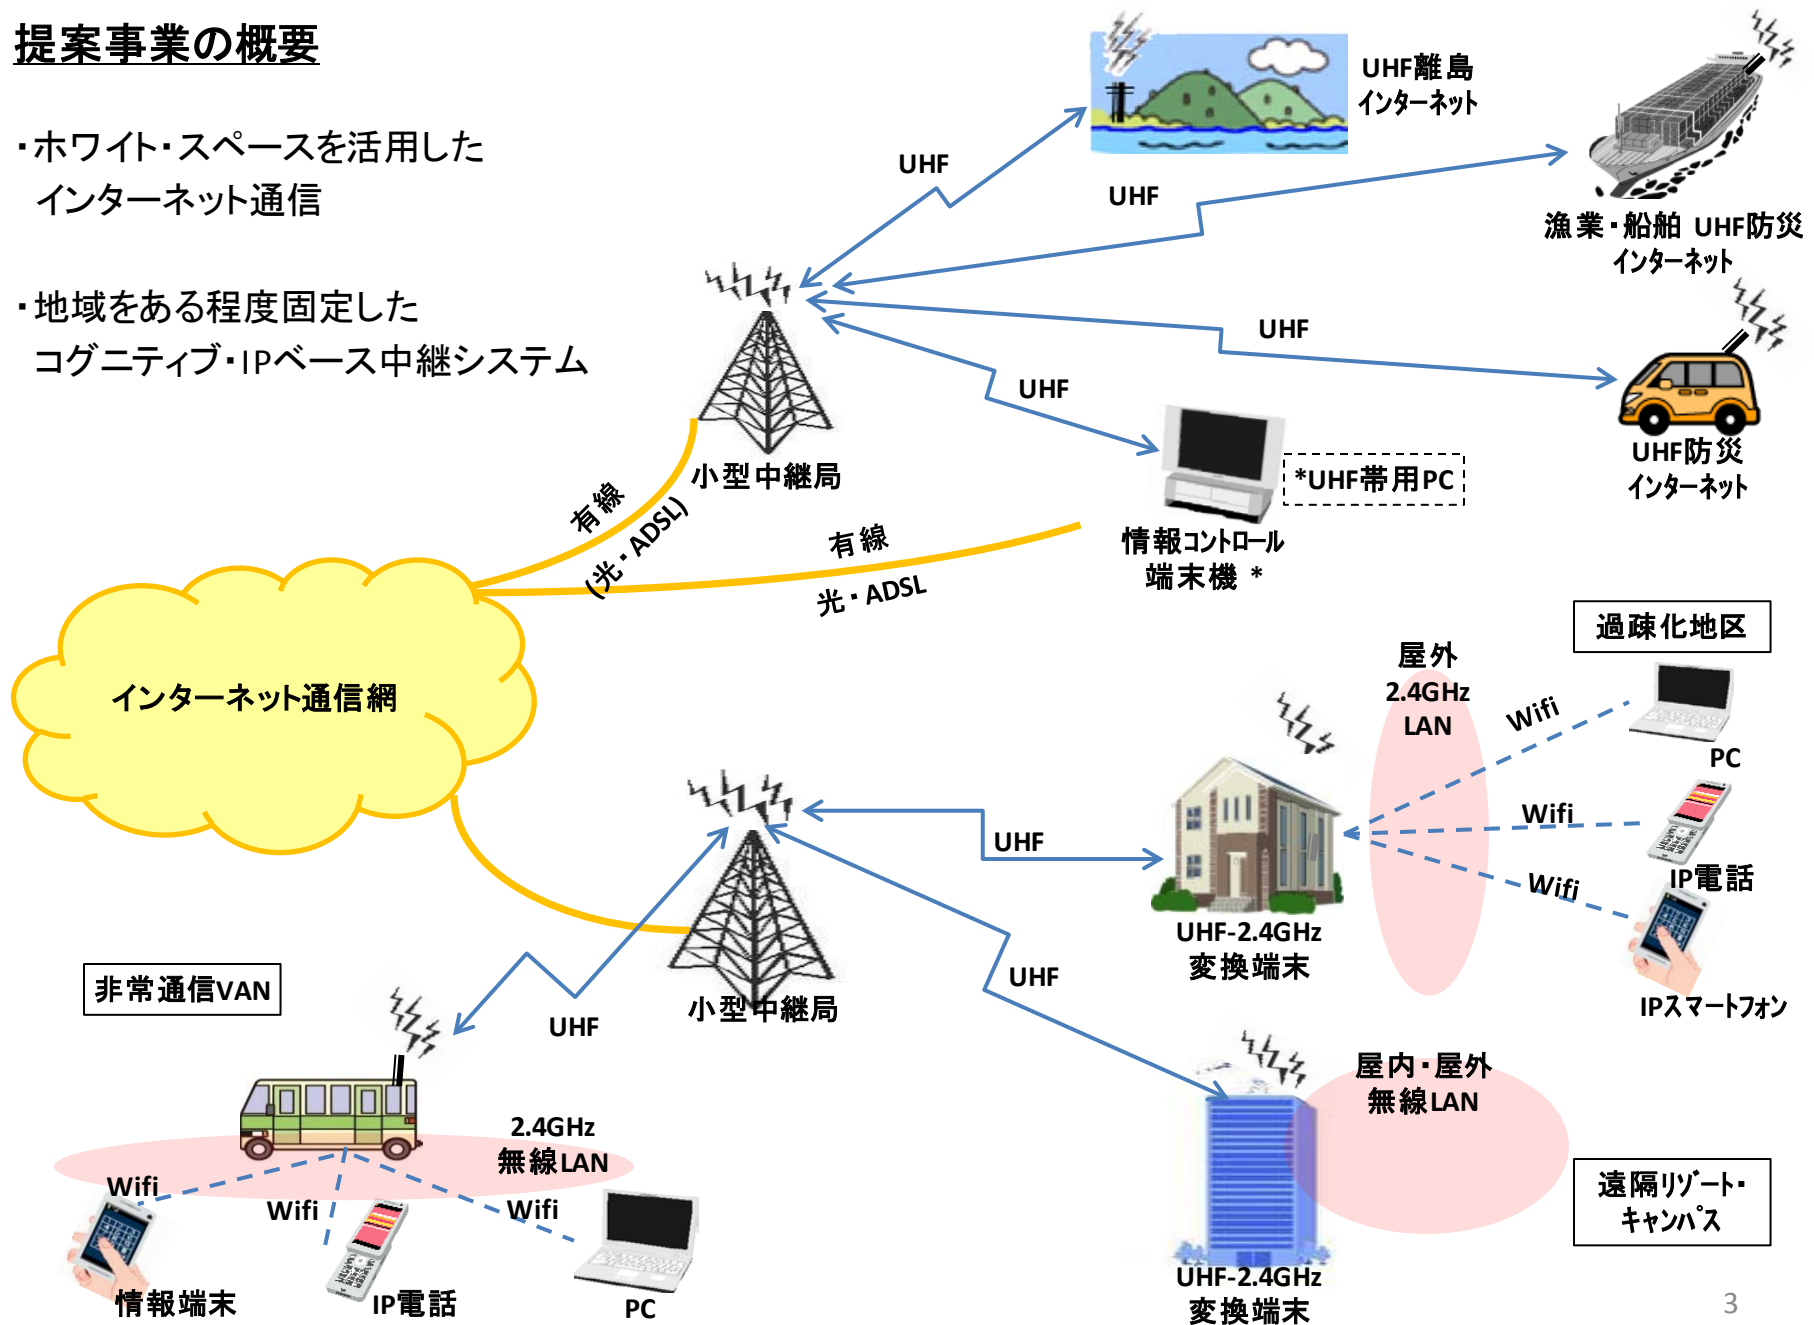 提案事業の概要
・ホワイト・スペースを活用した
インターネット通信
・地域をある程度固定した
コグニティブ・IPベース中継システム
UHF離島
インターネット
UHF
UHF
漁業・船舶 UHF防災
インターネット
UHF
UHF
UHF防災
インターネット
小型中継局
*UHF帯用PC
有線
(光・ADSL)
有線
光・ADSL
情報コントロール
端末機 *
インターネット通信網
過疎化地区
屋外
2.4GHz
LAN
Wifi
PC
Wifi
IP電話
Wifi
IPスマートフォン
UHF
UHF-2.4GHz
変換端末
UHF
小型中継局
UHF
非常通信VAN
2.4GHz
無線LAN
Wifi
Wifi
Wifi
情報端末
IP電話
PC
屋内・屋外
無線LAN
遠隔リゾート・
キャンパス
UHF-2.4GHz
変換端末
3